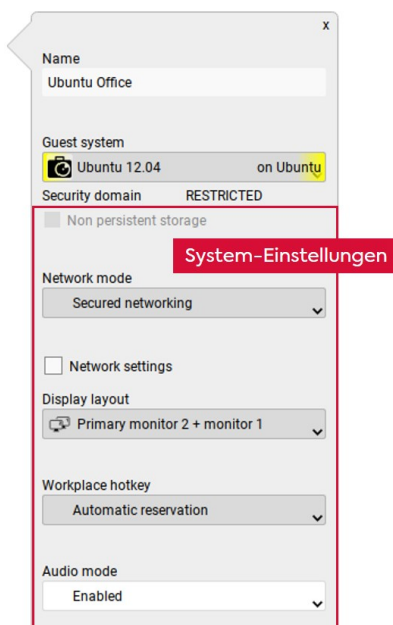 x
Name
Ubuntu Office
Guest system
Ubuntu 12.04 on Ubuntu
Security domain RESTRICTED
Non persistent storage
System-Einstellungen
Network mode
Secured networking
Network settings
Display layout
Primary monitor 2 + monitor 1
Workplace hotkey
Automatic reservation
Audio mode
Enabled